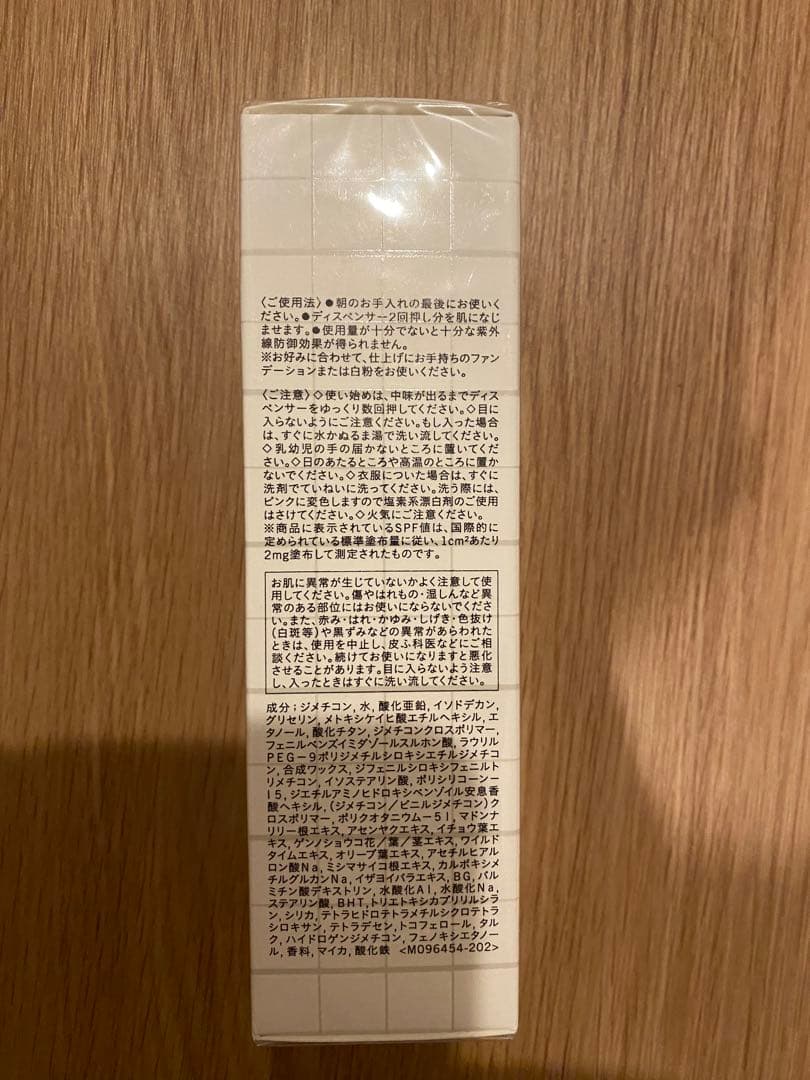 〈ご使用法〉●朝のお手入れの最後にお使いく
ださい。●ディスペンサー2回押し分を肌になじ
ませます。●使用量が十分でないと十分な紫外
線防御効果が得られません。
※お好みに合わせて、仕上げにお手持ちのファン
デーションまたは白粉をお使いください。
〈ご注意〉◇使い始めは、中味が出るまでディス
ペンサーをゆっくり数回押してください。◇目に
入らないようにご注意ください。もし入った場合
は、すぐに水かぬるま湯で洗い流してください。
◇乳幼児の手の届かないところに置いてくだ
さい。◇日のあたるところや高温のところに置か
ないでください。◇衣服についた場合は、すぐに
洗剤でていねいに洗ってください。洗う際には、
ピンクに変色しますので塩素系漂白剤のご使用
はさけてください。◇火気にご注意ください。
※商品に表示されているSPF値は、国際的に
定められている標準塗布量に従い、1cm²あたり
2mg塗布して測定されたものです。
お肌に異常が生じていないかよく注意して使
用してください。傷やはれもの・湿しんなど異
常のある部位にはお使いにならないでくださ
い。また、赤み・はれ・かゆみ・しげき・色抜け
(白斑等)や黒ずみなどの異常があらわれた
ときは、使用を中止し、皮ふ科医などにご相
談ください。続けてお使いになりますと悪化
させることがあります。目に入らないよう注意
し、入ったときはすぐに洗い流してください。
成分;ジメチコン, 水, 酸化亜鉛, イソドデカン,
グリセリン, メトキシケイヒ酸エチルヘキシル, エ
タノール, 酸化チタン, ジメチコンクロスポリマー,
フェニルベンズイミダゾールスルホン酸, ラウリル
PEG-9ポリジメチルシロキシエチルジメチコ
ン, 合成ワックス, ジフェニルシロキシフェニルト
リメチコン, イソステアリン酸, ポリシリコーン-
15, ジエチルアミノヒドロキシベンゾイル安息香
酸ヘキシル, (ジメチコン/ビニルジメチコン)ク
ロスポリマー, ポリクオタニウム-51, マドンナ
リリー根エキス, アセンヤクエキス, イチョウ葉エ
キス, ゲンノショウコ花/葉/茎エキス, ワイルド
タイムエキス, オリーブ葉エキス, アセチルヒアル
ロン酸Na, ミシマサイコ根エキス, カルボキシメ
チルグルカンNa, イザヨイバラエキス, BG, パル
ミチン酸デキストリン, 水酸化Al, 水酸化Na,
ステアリン酸, BHT, トリエトキシカプリリルシラ
ン, シリカ, テトラヒドロテトラメチルシクロテトラ
シロキサン, テトラデセン, トコフェロール, タル
ク, ハイドロゲンジメチコン, フェノキシエタノー
ル, 香料, マイカ, 酸化鉄 <M096454-202>